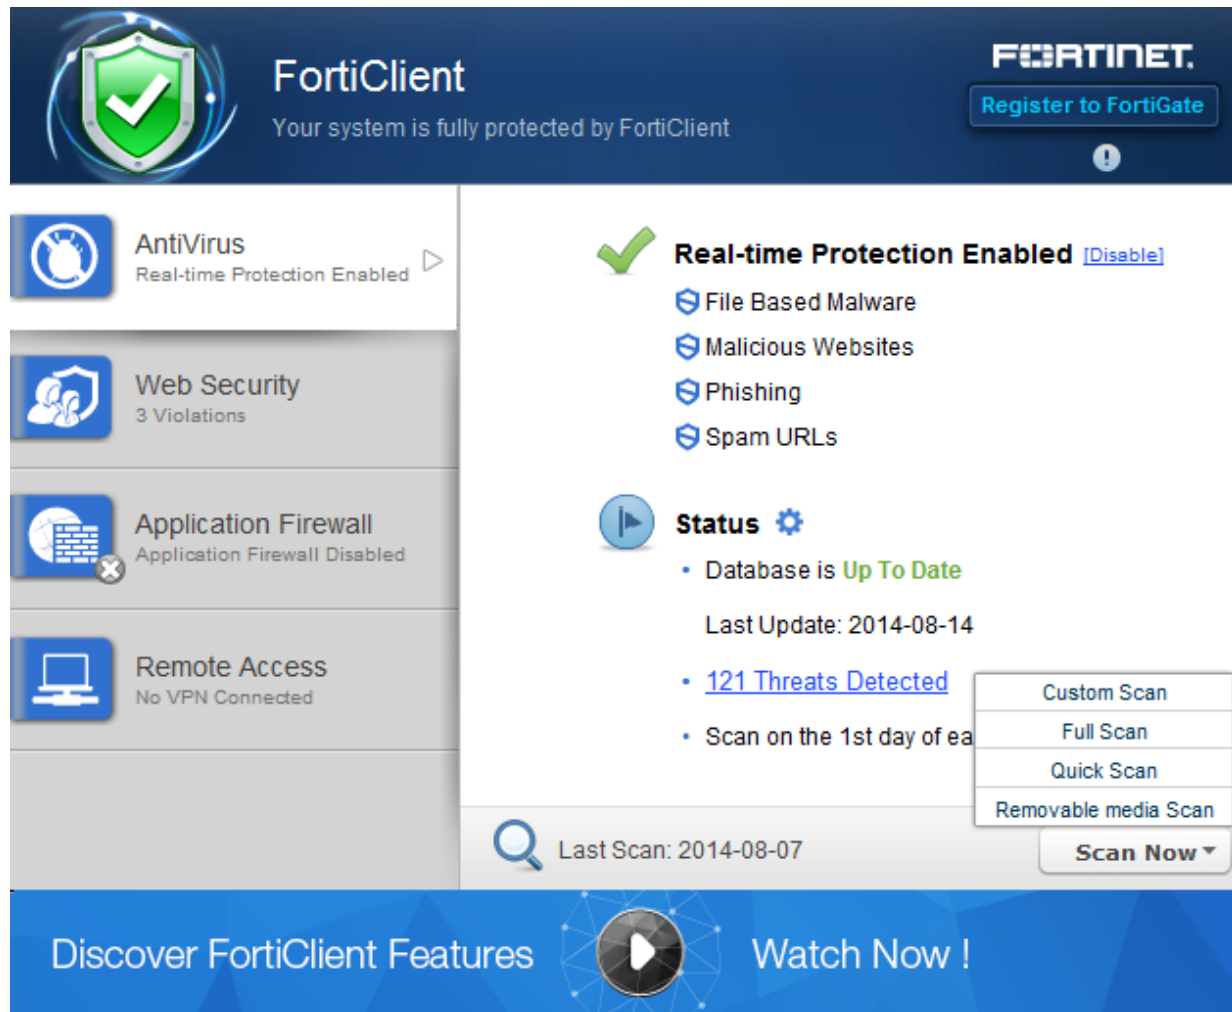 FortiClient
Your system is fully protected by FortiClient
FORTINET.
Register to FortiGate
AntiVirus
Real-time Protection Enabled
Web Security
3 Violations
Application Firewall
Application Firewall Disabled
Remote Access
No VPN Connected
Real-time Protection Enabled [Disable]
File Based Malware
Malicious Websites
Phishing
Spam URLs
Status
Database is Up To Date
Last Update: 2014-08-14
121 Threats Detected
Scan on the 1st day of
Custom Scan
Full Scan
Quick Scan
Removable media Scan
Last Scan: 2014-08-07
Scan Now
Discover FortiClient Features
Watch Now !